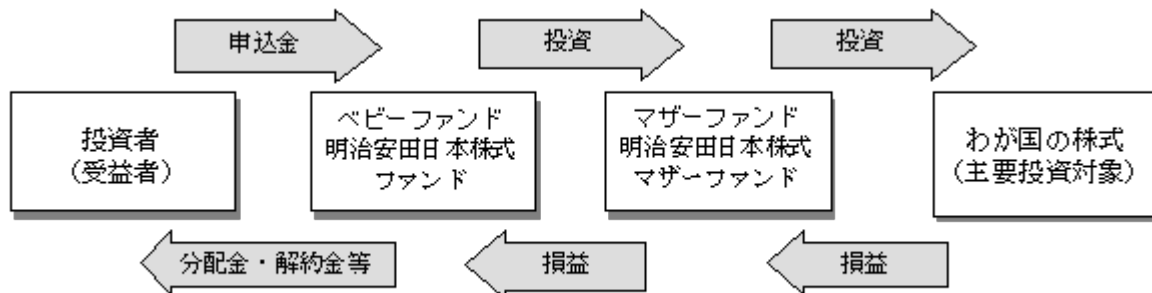 申込金
投資
投資
投資者
（受益者）
ベビーファンド
明治安田日本株式
ファンド
マザーファンド
明治安田日本株式
マザーファンド
わが国の株式
（主要投資対象）
分配金・解約金等
損益
損益